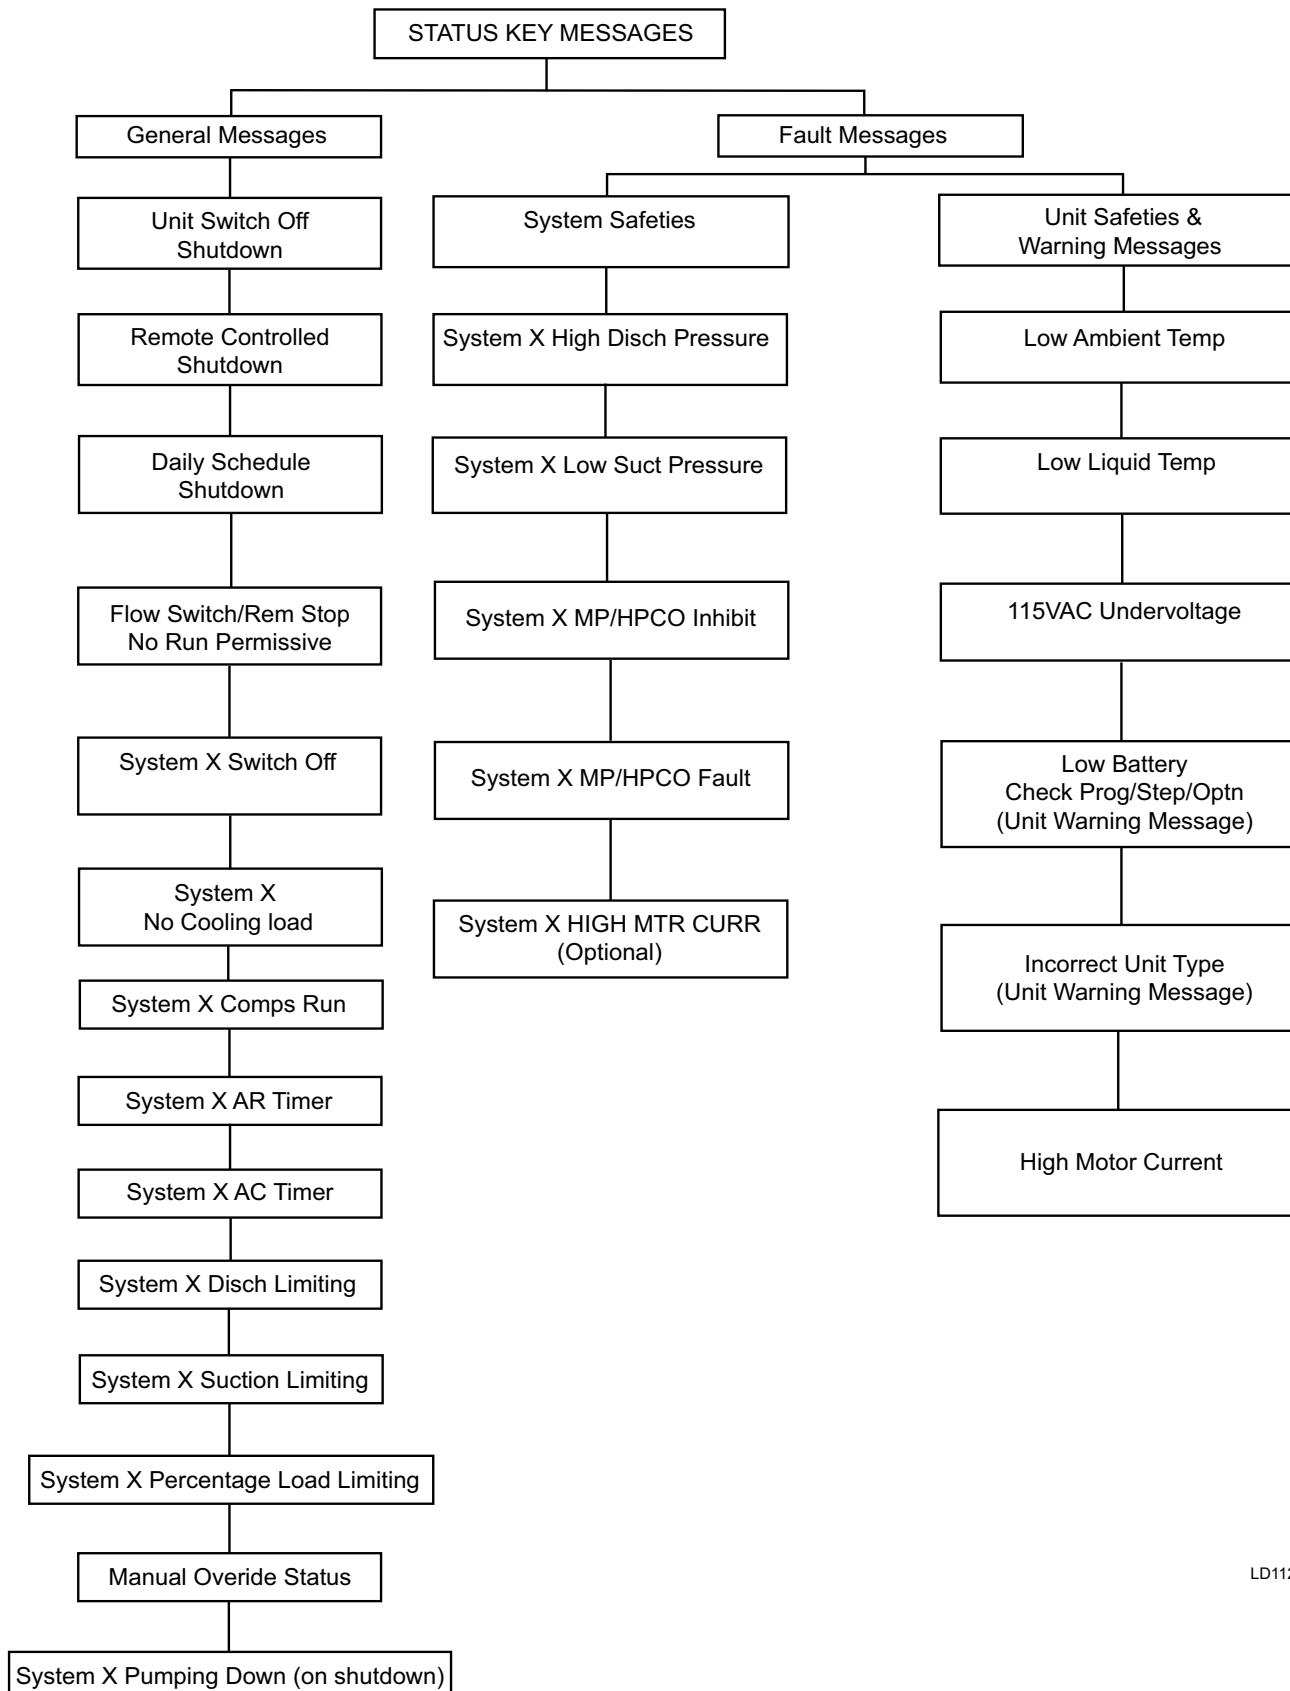 STATUS KEY MESSAGES
General Messages
Unit Switch Off
Shutdown
Remote Controlled
Shutdown
Daily Schedule
Shutdown
Flow Switch/Rem Stop
No Run Permissive
System X Switch Off
System X
No Cooling load
System X Comps Run
System X AR Timer
System X AC Timer
System X Disch Limiting
System X Suction Limiting
System X Percentage Load Limiting
Manual Overide Status
System X Pumping Down (on shutdown)
Fault Messages
System Safeties
System X High Disch Pressure
System X Low Suct Pressure
System X MP/HPCO Inhibit
System X MP/HPCO Fault
System X HIGH MTR CURR
(Optional)
Unit Safeties &
Warning Messages
Low Ambient Temp
Low Liquid Temp
115VAC Undervoltage
Low Battery
Check Prog/Step/Optn
(Unit Warning Message)
Incorrect Unit Type
(Unit Warning Message)
High Motor Current
LD112